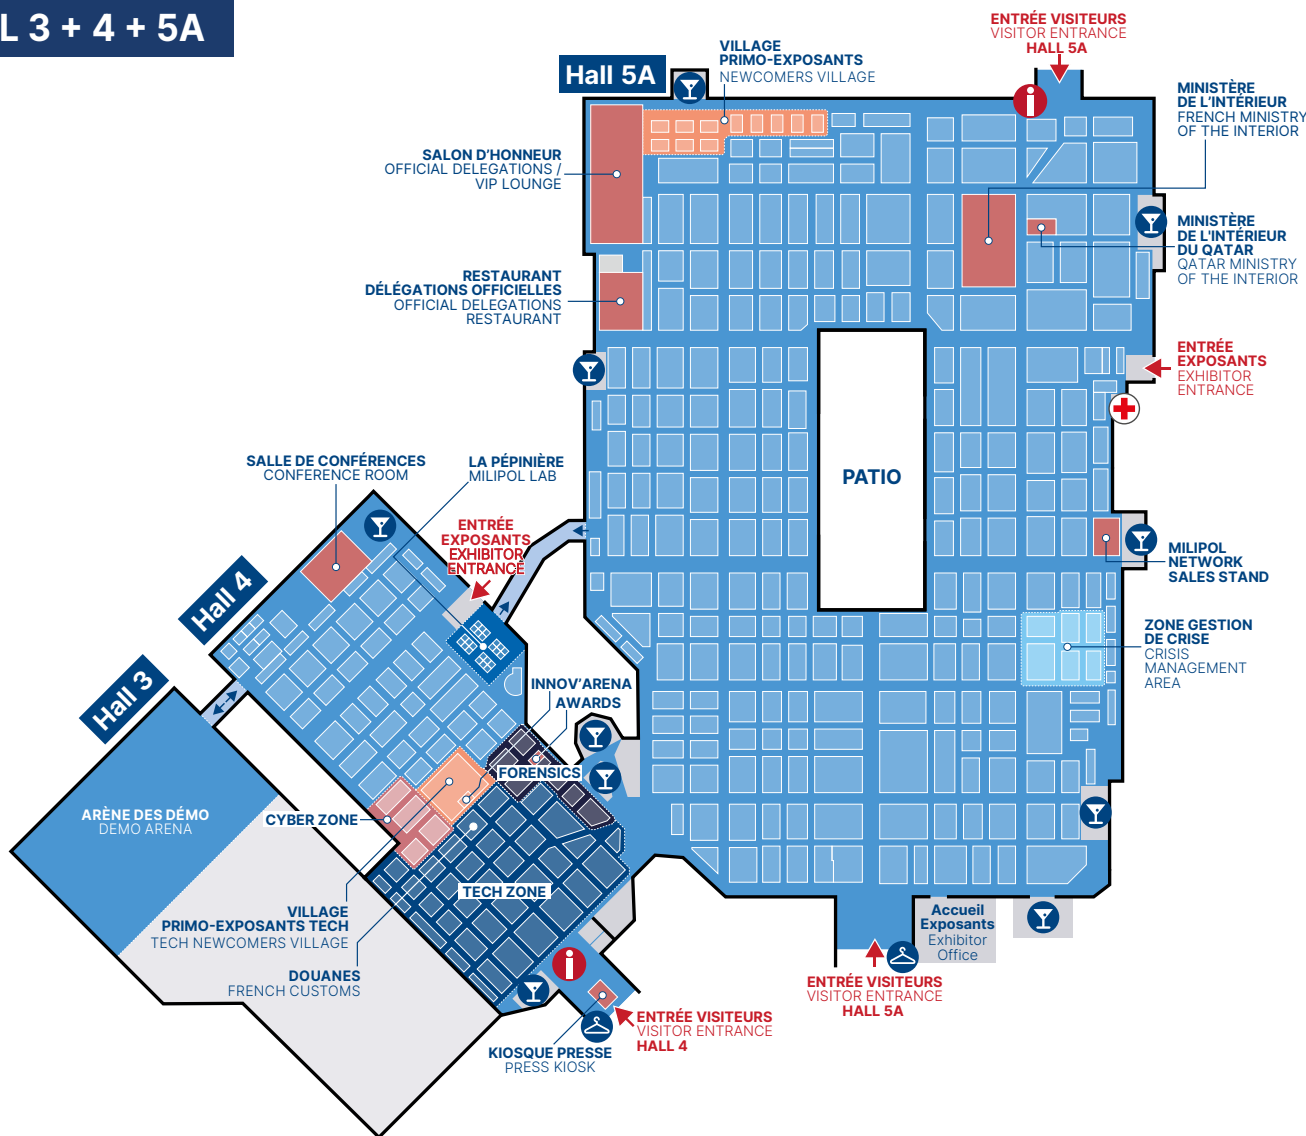 L 3 + 4 + 5A
ENTRÉE VISITEURS
VISITOR ENTRANCE
HALL 5A
VILLAGE
PRIMO-EXPOSANTS
NEWCOMERS VILLAGE
Hall 5A
MINISTÈRE
DE L'INTÉRIEUR
FRENCH MINISTRY
OF THE INTERIOR
SALON D'HONNEUR
OFFICIAL DELEGATIONS /
VIP LOUNGE
MINISTÈRE
DE L'INTÉRIEUR
DU QATAR
QATAR MINISTRY
OF THE INTERIOR
RESTAURANT
DÉLÉGATIONS OFFICIELLES
OFFICIAL DELEGATIONS
RESTAURANT
ENTRÉE
EXPOSANTS
EXHIBITOR
ENTRANCE
PATIO
SALLE DE CONFÉRENCES
CONFERENCE ROOM
LA PÉPINIÈRE
MILIPOL LAB
ENTRÉE
EXPOSANTS
EXHIBITOR
ENTRANCE
MILIPOL
NETWORK
SALES STAND
Hall 4
ZONE GESTION
DE CRISE
CRISIS
MANAGEMENT
AREA
Hall 3
INNOV'ARENA
AWARDS
FORENSICS
ARÈNE DES DÉMO
DEMO ARENA
CYBER ZONE
TECH ZONE
VILLAGE
PRIMO-EXPOSANTS TECH
TECH NEWCOMERS VILLAGE
DOUANES
FRENCH CUSTOMS
Accueil
Exposants
Exhibitor
Office
ENTRÉE VISITEURS
VISITOR ENTRANCE
HALL 5A
ENTRÉE VISITEURS
VISITOR ENTRANCE
HALL 4
KIOSQUE PRESSE
PRESS KIOSK